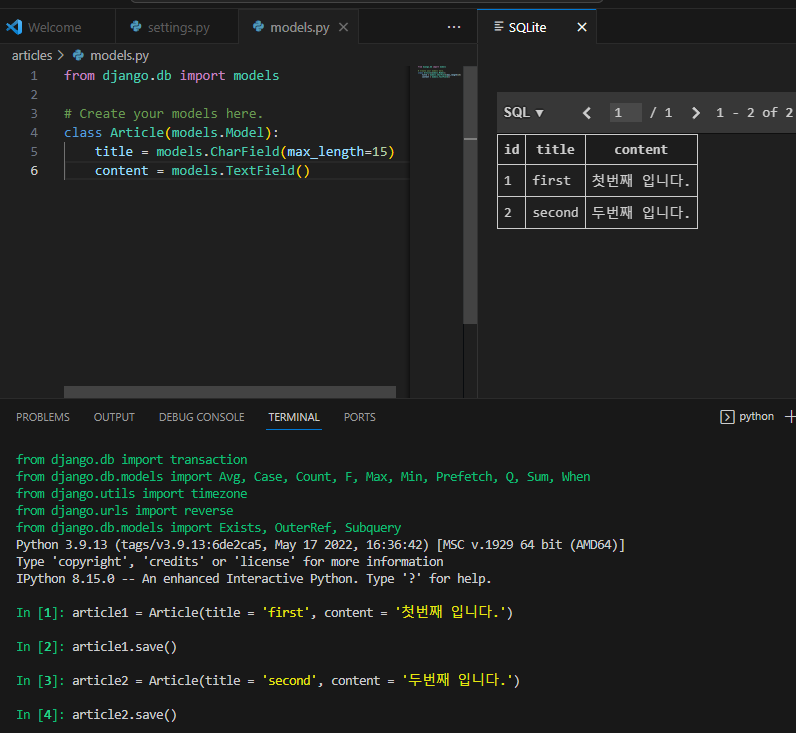 Welcome
settings.py
models.py
SQLite
articles > models.py
1 from django.db import models
2
3 # Create your models here.
4 class Article(models.Model):
5 title = models.CharField(max_length=15)
6 content = models.TextField()
SQL ▼ < 1 / 1 > 1 - 2 of 2
id title content
1 first 첫번째 입니다.
2 second 두번째 입니다.
PROBLEMS OUTPUT DEBUG CONSOLE TERMINAL PORTS
python
from django.db import transaction
from django.db.models import Avg, Case, Count, F, Max, Min, Prefetch, Q, Sum, When
from django.utils import timezone
from django.urls import reverse
from django.db.models import Exists, OuterRef, Subquery
Python 3.9.13 (tags/v3.9.13:6de2ca5, May 17 2022, 16:36:42) [MSC v.1929 64 bit (AMD64)]
Type 'copyright', 'credits' or 'license' for more information
IPython 8.15.0 -- An enhanced Interactive Python. Type '?' for help.
In [1]: article1 = Article(title = 'first', content = '첫번째 입니다.')
In [2]: article1.save()
In [3]: article2 = Article(title = 'second', content = '두번째 입니다.')
In [4]: article2.save()